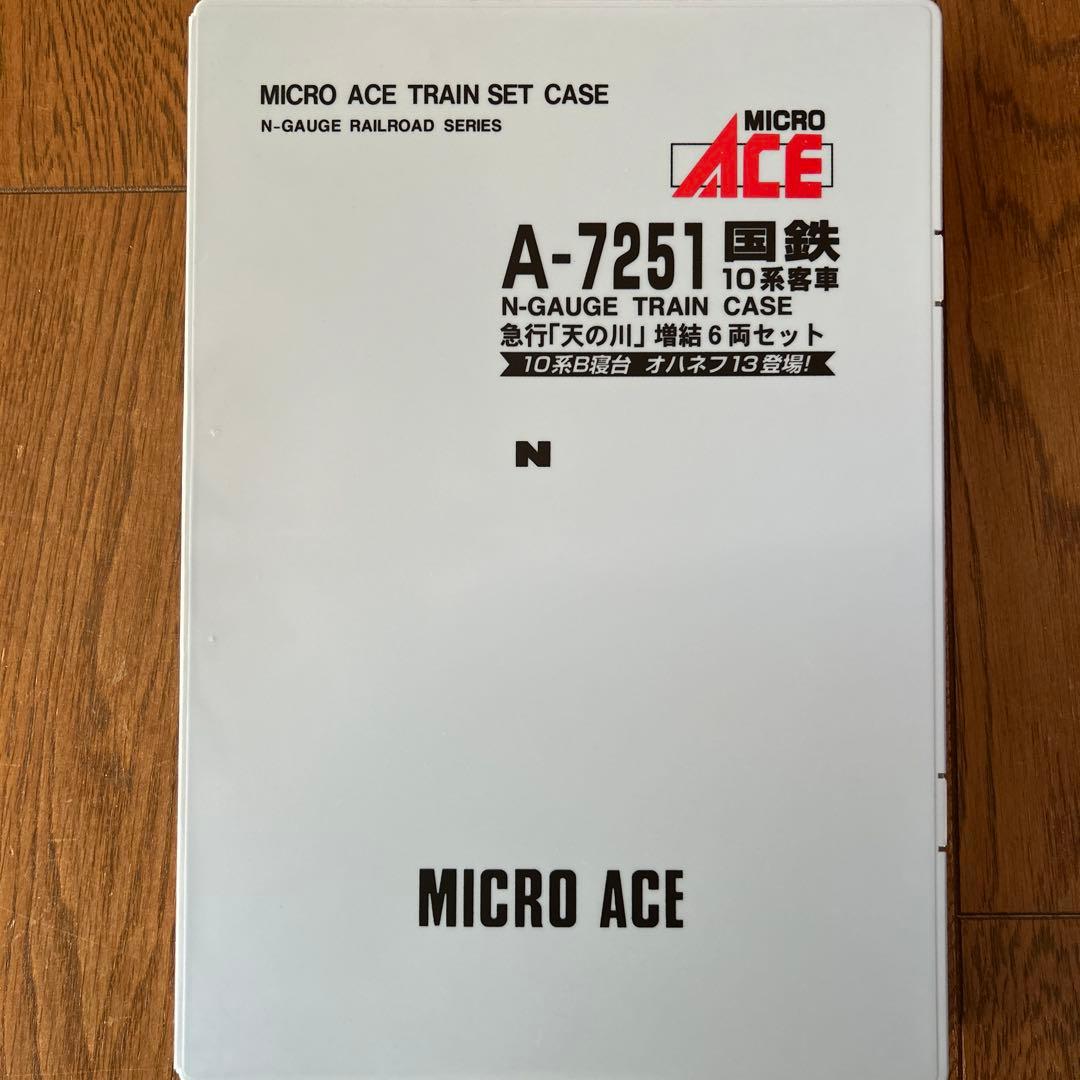 MICRO ACE TRAIN SET CASE
N-GAUGE RAILROAD SERIES
MICRO
ACE
A-7251 国鉄
10系客車
N-GAUGE TRAIN CASE
急行「天の川」増結6両セット
10系B寝台 オハネフ13登場!
N
MICRO ACE